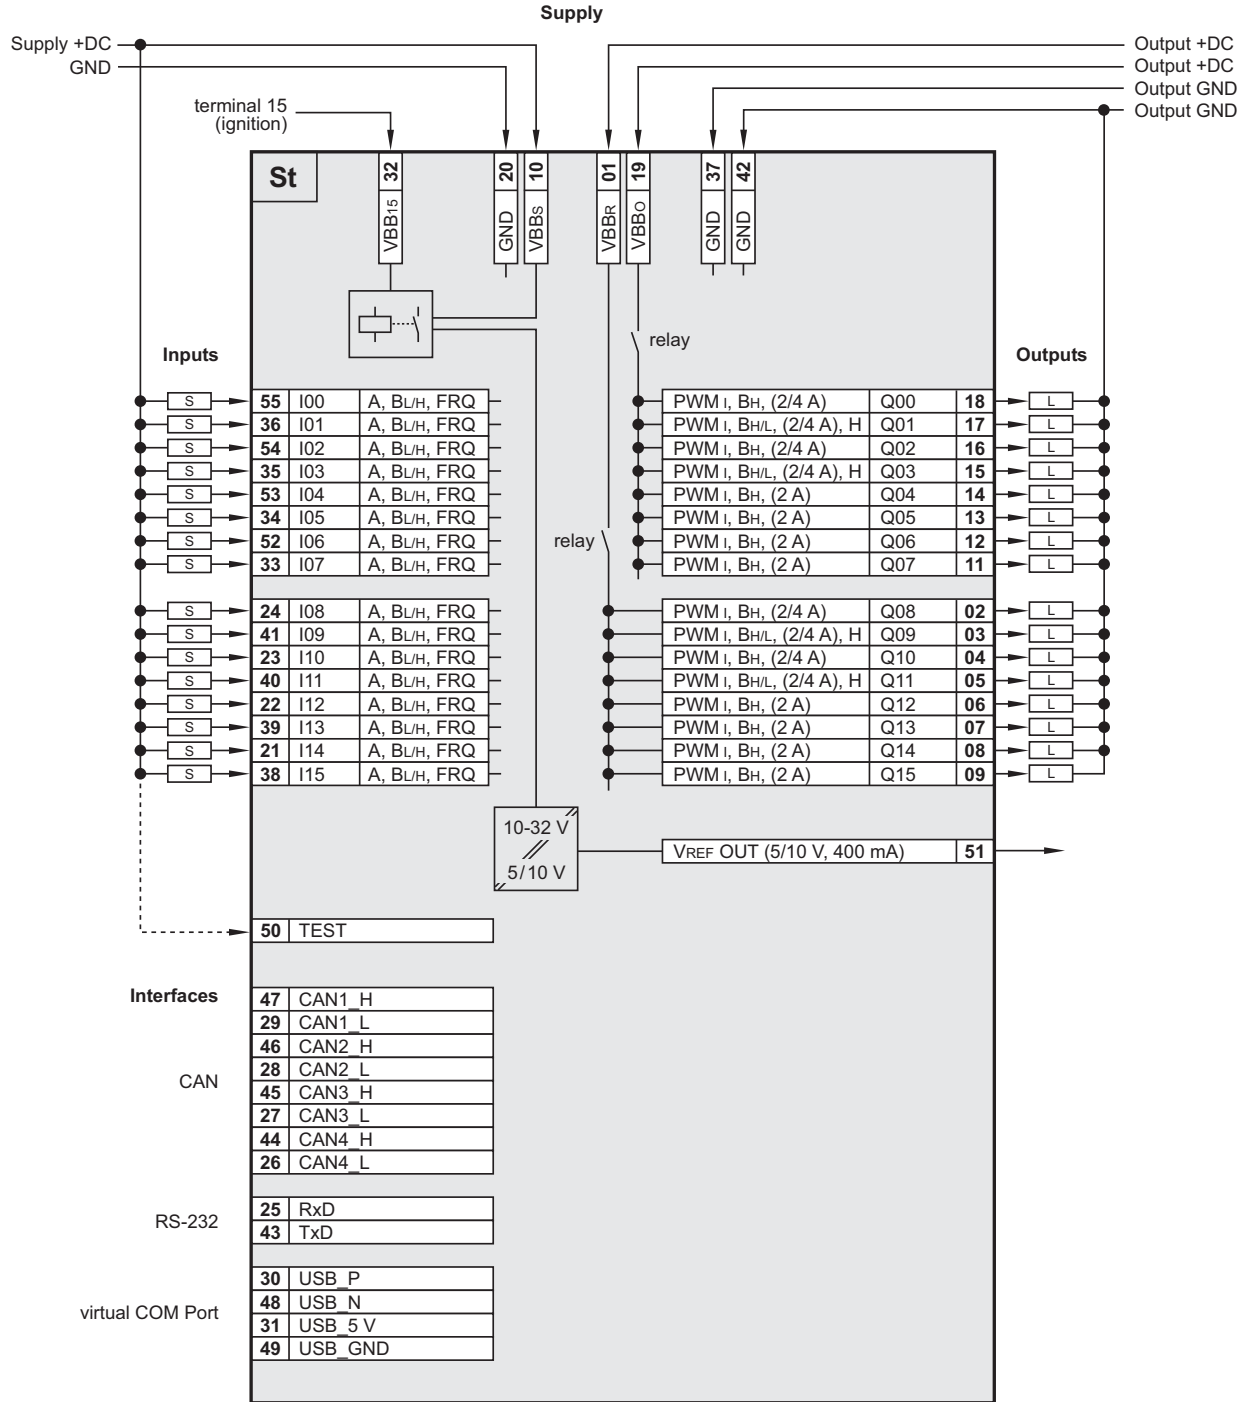 Supply
Supply +DC
Output +DC
GND
Output +DC
Output GND
terminal 15
(ignition)
Output GND
St
32
20
10
01
19
37
42
VBB15
GND
VBBS
VBBR
VBBO
GND
GND
relay
Inputs
Outputs
S 55 I00 A, BL/H, FRQ PWM I, BH, (2/4 A) Q00 18 L
S 36 I01 A, BL/H, FRQ PWM I, BH/L, (2/4 A), H Q01 17 L
S 54 I02 A, BL/H, FRQ PWM I, BH, (2/4 A) Q02 16 L
S 35 I03 A, BL/H, FRQ PWM I, BH/L, (2/4 A), H Q03 15 L
S 53 I04 A, BL/H, FRQ PWM I, BH, (2 A) Q04 14 L
S 34 I05 A, BL/H, FRQ PWM I, BH, (2 A) Q05 13 L
S 52 I06 A, BL/H, FRQ relay PWM I, BH, (2 A) Q06 12 L
S 33 I07 A, BL/H, FRQ PWM I, BH, (2 A) Q07 11 L
S 24 I08 A, BL/H, FRQ PWM I, BH, (2/4 A) Q08 02 L
S 41 I09 A, BL/H, FRQ PWM I, BH/L, (2/4 A), H Q09 03 L
S 23 I10 A, BL/H, FRQ PWM I, BH, (2/4 A) Q10 04 L
S 40 I11 A, BL/H, FRQ PWM I, BH/L, (2/4 A), H Q11 05 L
S 22 I12 A, BL/H, FRQ PWM I, BH, (2 A) Q12 06 L
S 39 I13 A, BL/H, FRQ PWM I, BH, (2 A) Q13 07 L
S 21 I14 A, BL/H, FRQ PWM I, BH, (2 A) Q14 08 L
S 38 I15 A, BL/H, FRQ PWM I, BH, (2 A) Q15 09 L
10-32 V
5/10 V
VREF OUT (5/10 V, 400 mA) 51
50 TEST
Interfaces
47 CAN1_H
29 CAN1_L
46 CAN2_H
28 CAN2_L
CAN
45 CAN3_H
27 CAN3_L
44 CAN4_H
26 CAN4_L
RS-232
25 RxD
43 TxD
virtual COM Port
30 USB_P
48 USB_N
31 USB_5 V
49 USB_GND